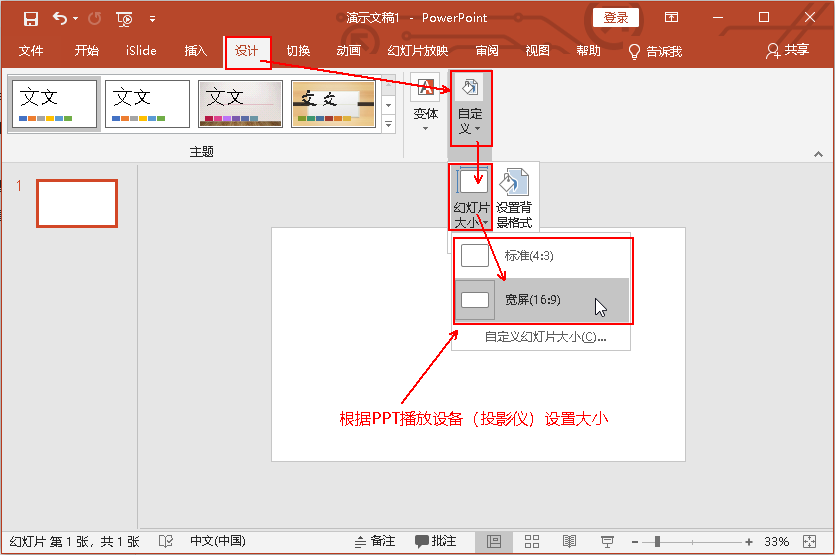 演示文稿1 - PowerPoint
登录
文件 开始 iSlide 插入 设计 切换 动画 幻灯片放映 审阅 视图 帮助 告诉我 共享
文文 文文 文文 文文
变体
自定
义
主题
1
幻灯片
大小
设置背
景格式
标准(4:3)
宽屏(16:9)
自定义幻灯片大小(C)...
根据PPT播放设备（投影仪）设置大小
幻灯片 第 1 张，共 1 张 中文(中国) 备注 批注 33%